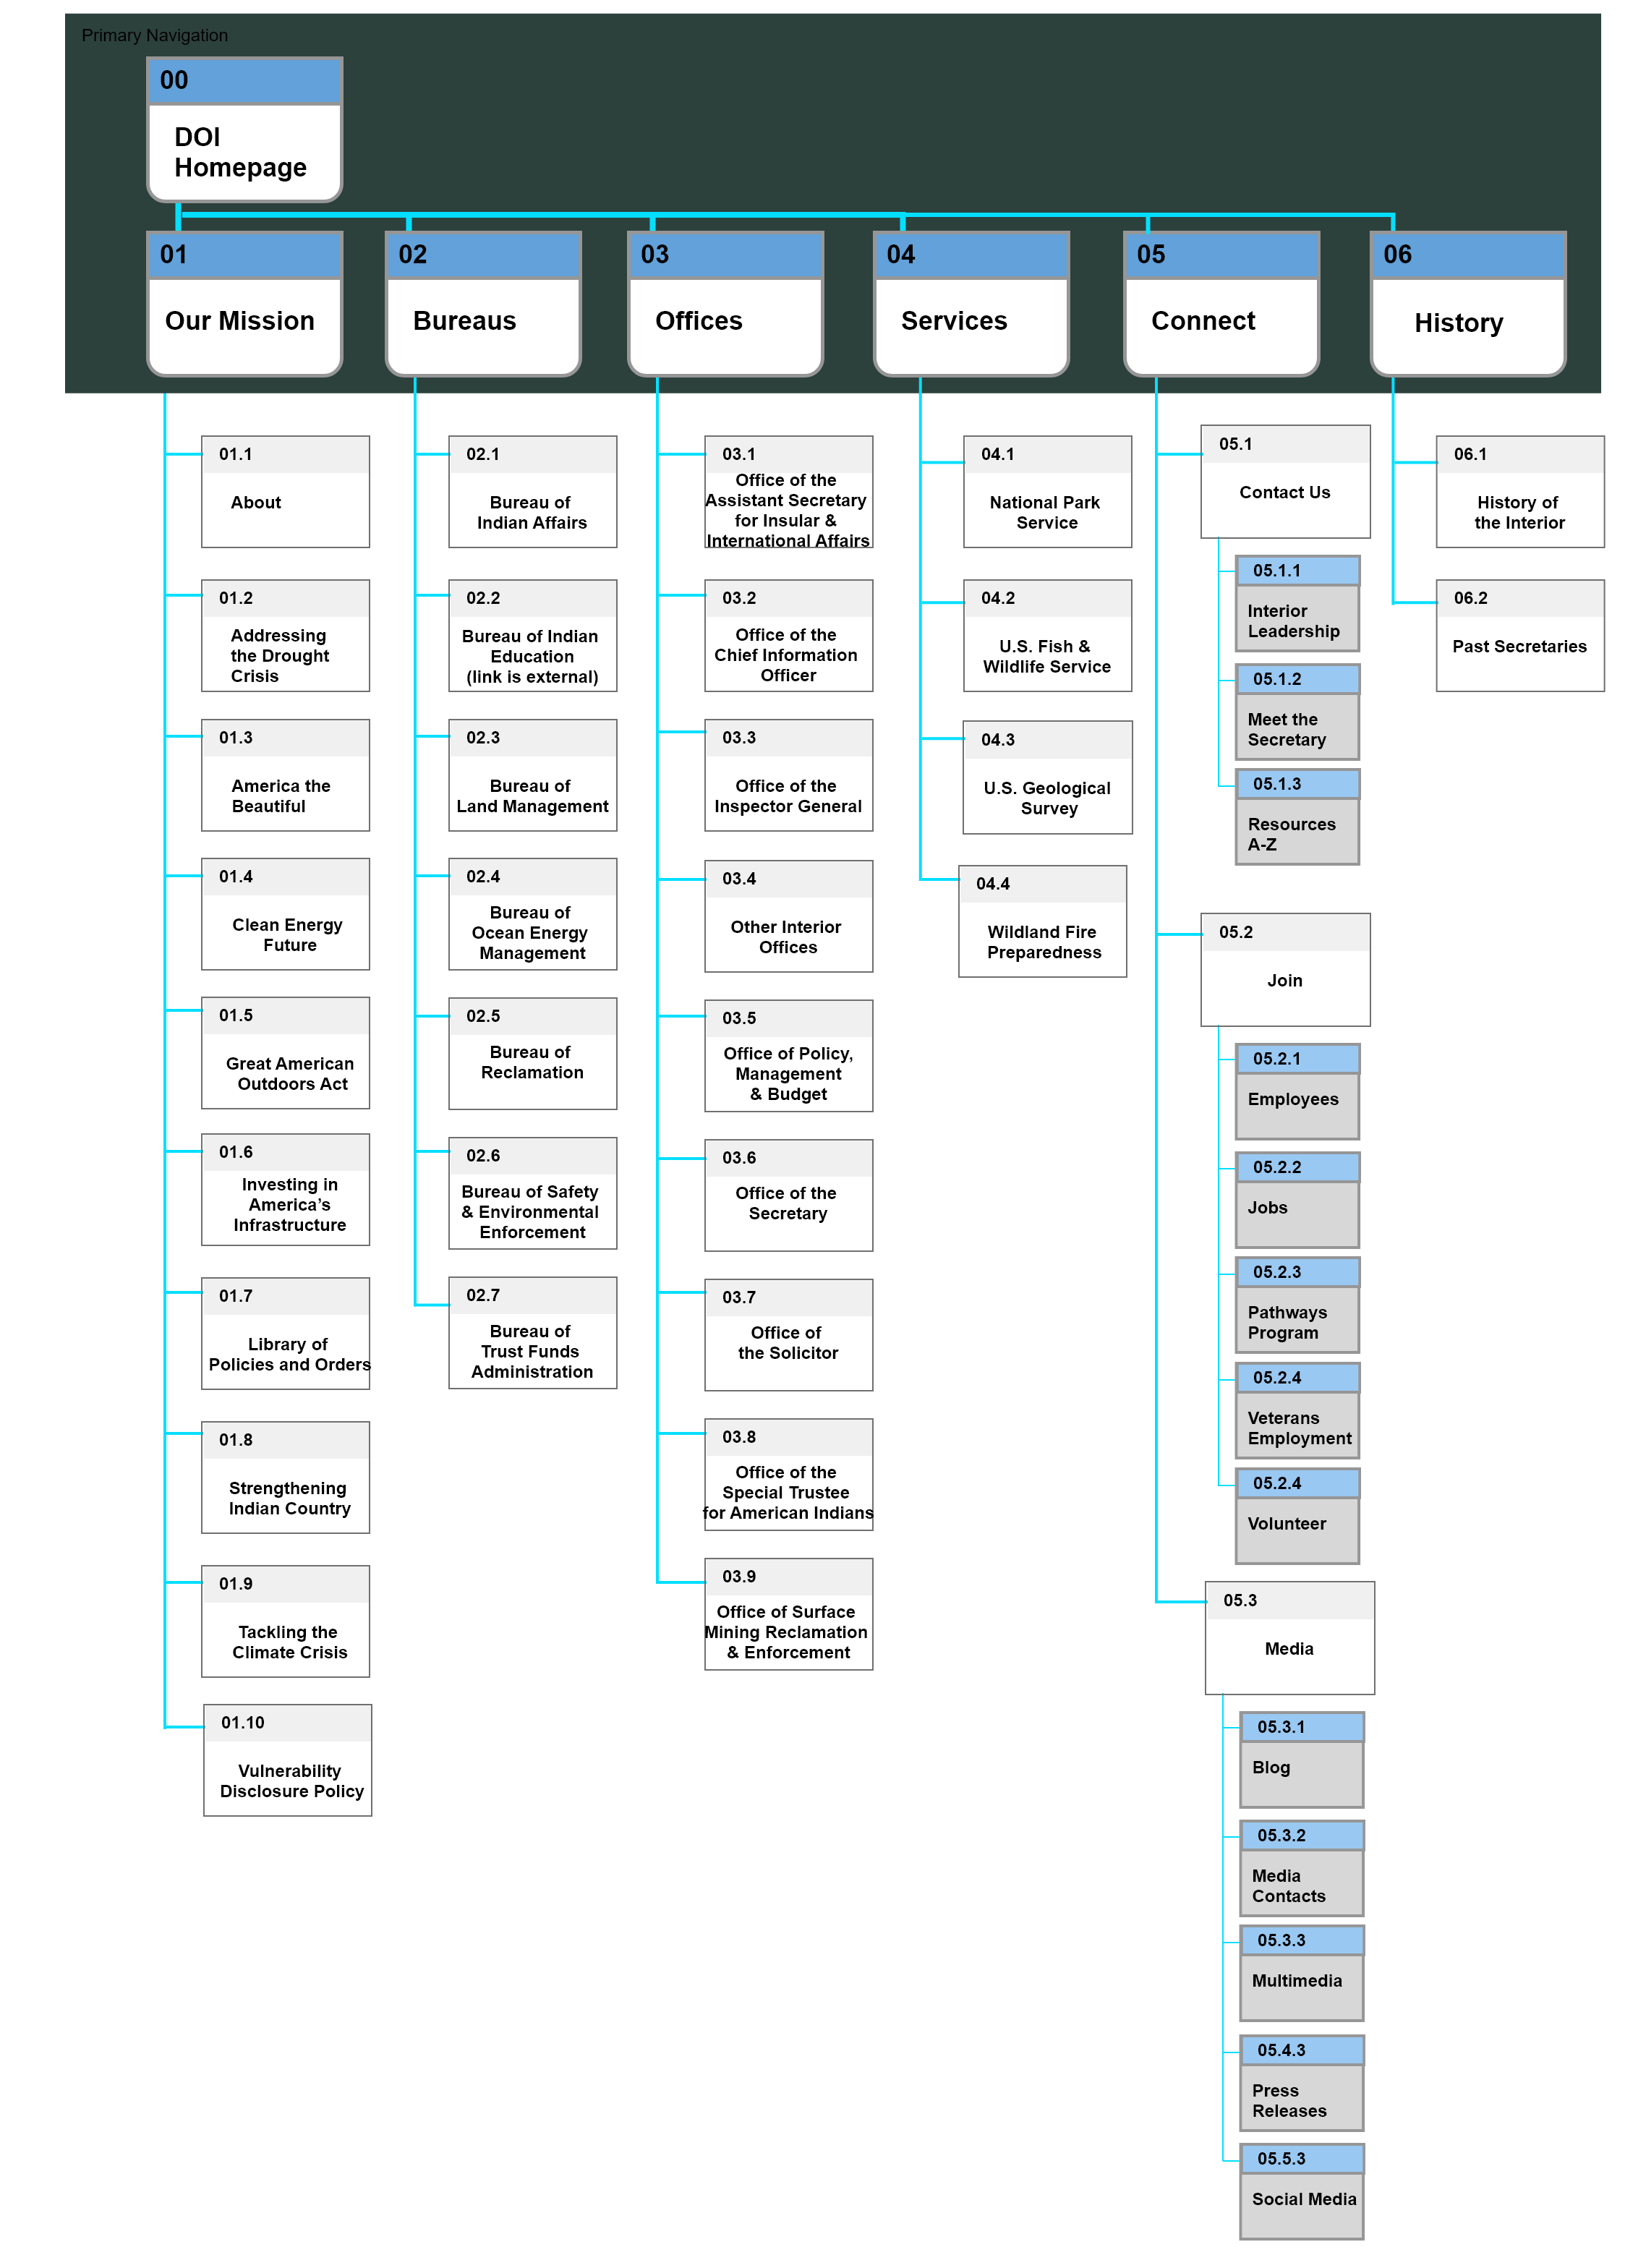 Primary Navigation
00
DOI
Homepage
01
Our Mission
02
Bureaus
03
Offices
04
Services
05
Connect
06
History
01.1
About
01.2
Addressing
the Drought
Crisis
01.3
America the
Beautiful
01.4
Clean Energy
Future
01.5
Great American
Outdoors Act
01.6
Investing in
America’s
Infrastructure
01.7
Library of
Policies and Orders
01.8
Strengthening
Indian Country
01.9
Tackling the
Climate Crisis
01.10
Vulnerability
Disclosure Policy
02.1
Bureau of
Indian Affairs
02.2
Bureau of Indian
Education
(link is external)
02.3
Bureau of
Land Management
02.4
Bureau of
Ocean Energy
Management
02.5
Bureau of
Reclamation
02.6
Bureau of Safety
& Environmental
Enforcement
02.7
Bureau of
Trust Funds
Administration
03.1
Office of the
Assistant Secretary
for Insular &
International Affairs
03.2
Office of the
Chief Information
Officer
03.3
Office of the
Inspector General
03.4
Other Interior
Offices
03.5
Office of Policy,
Management
& Budget
03.6
Office of the
Secretary
03.7
Office of
the Solicitor
03.8
Office of the
Special Trustee
for American Indians
03.9
Office of Surface
Mining Reclamation
& Enforcement
04.1
National Park
Service
04.2
U.S. Fish &
Wildlife Service
04.3
U.S. Geological
Survey
04.4
Wildland Fire
Preparedness
05.1
Contact Us
05.1.1
Interior
Leadership
05.1.2
Meet the
Secretary
05.1.3
Resources
A-Z
05.2
Join
05.2.1
Employees
05.2.2
Jobs
05.2.3
Pathways
Program
05.2.4
Veterans
Employment
05.2.4
Volunteer
05.3
Media
05.3.1
Blog
05.3.2
Media
Contacts
05.3.3
Multimedia
05.4.3
Press
Releases
05.5.3
Social Media
06.1
History of
the Interior
06.2
Past Secretaries